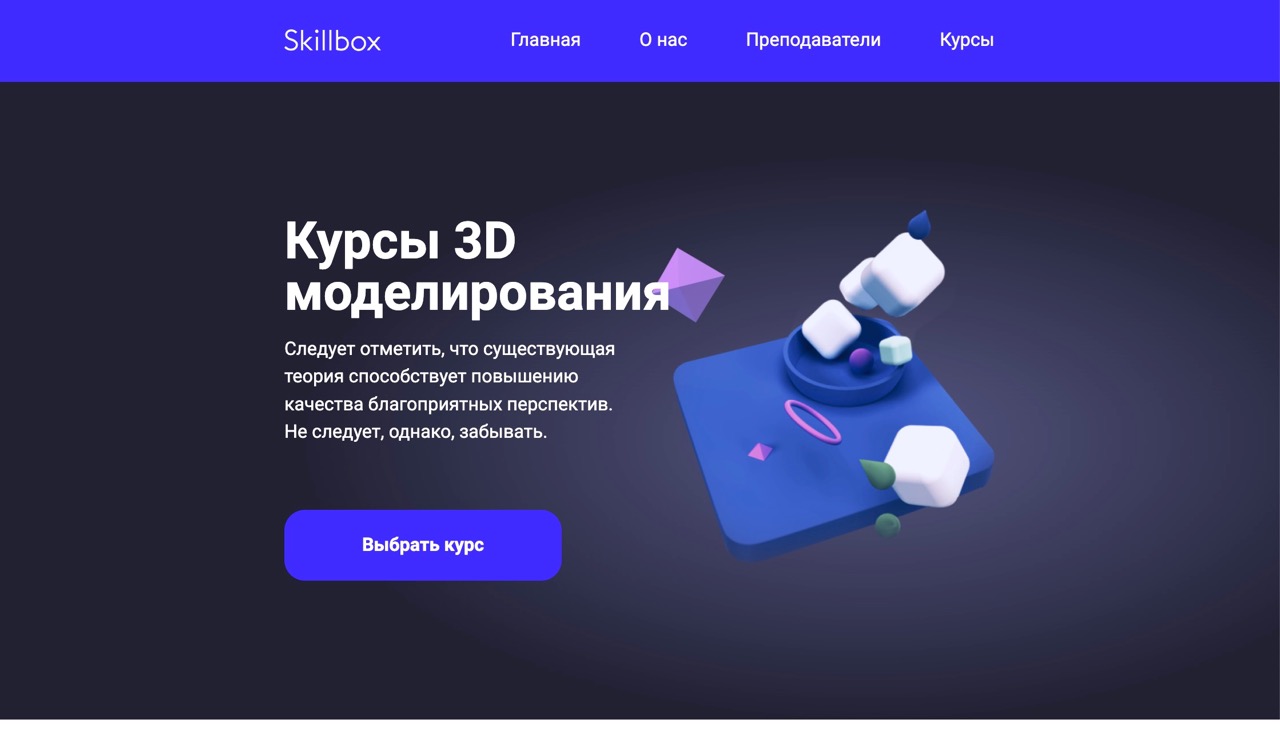 Skillbox
Главная
О нас
Преподаватели
Курсы
Курсы 3D
моделирования
Следует отметить, что существующая
теория способствует повышению
качества благоприятных перспектив.
Не следует, однако, забывать.
Выбрать курс